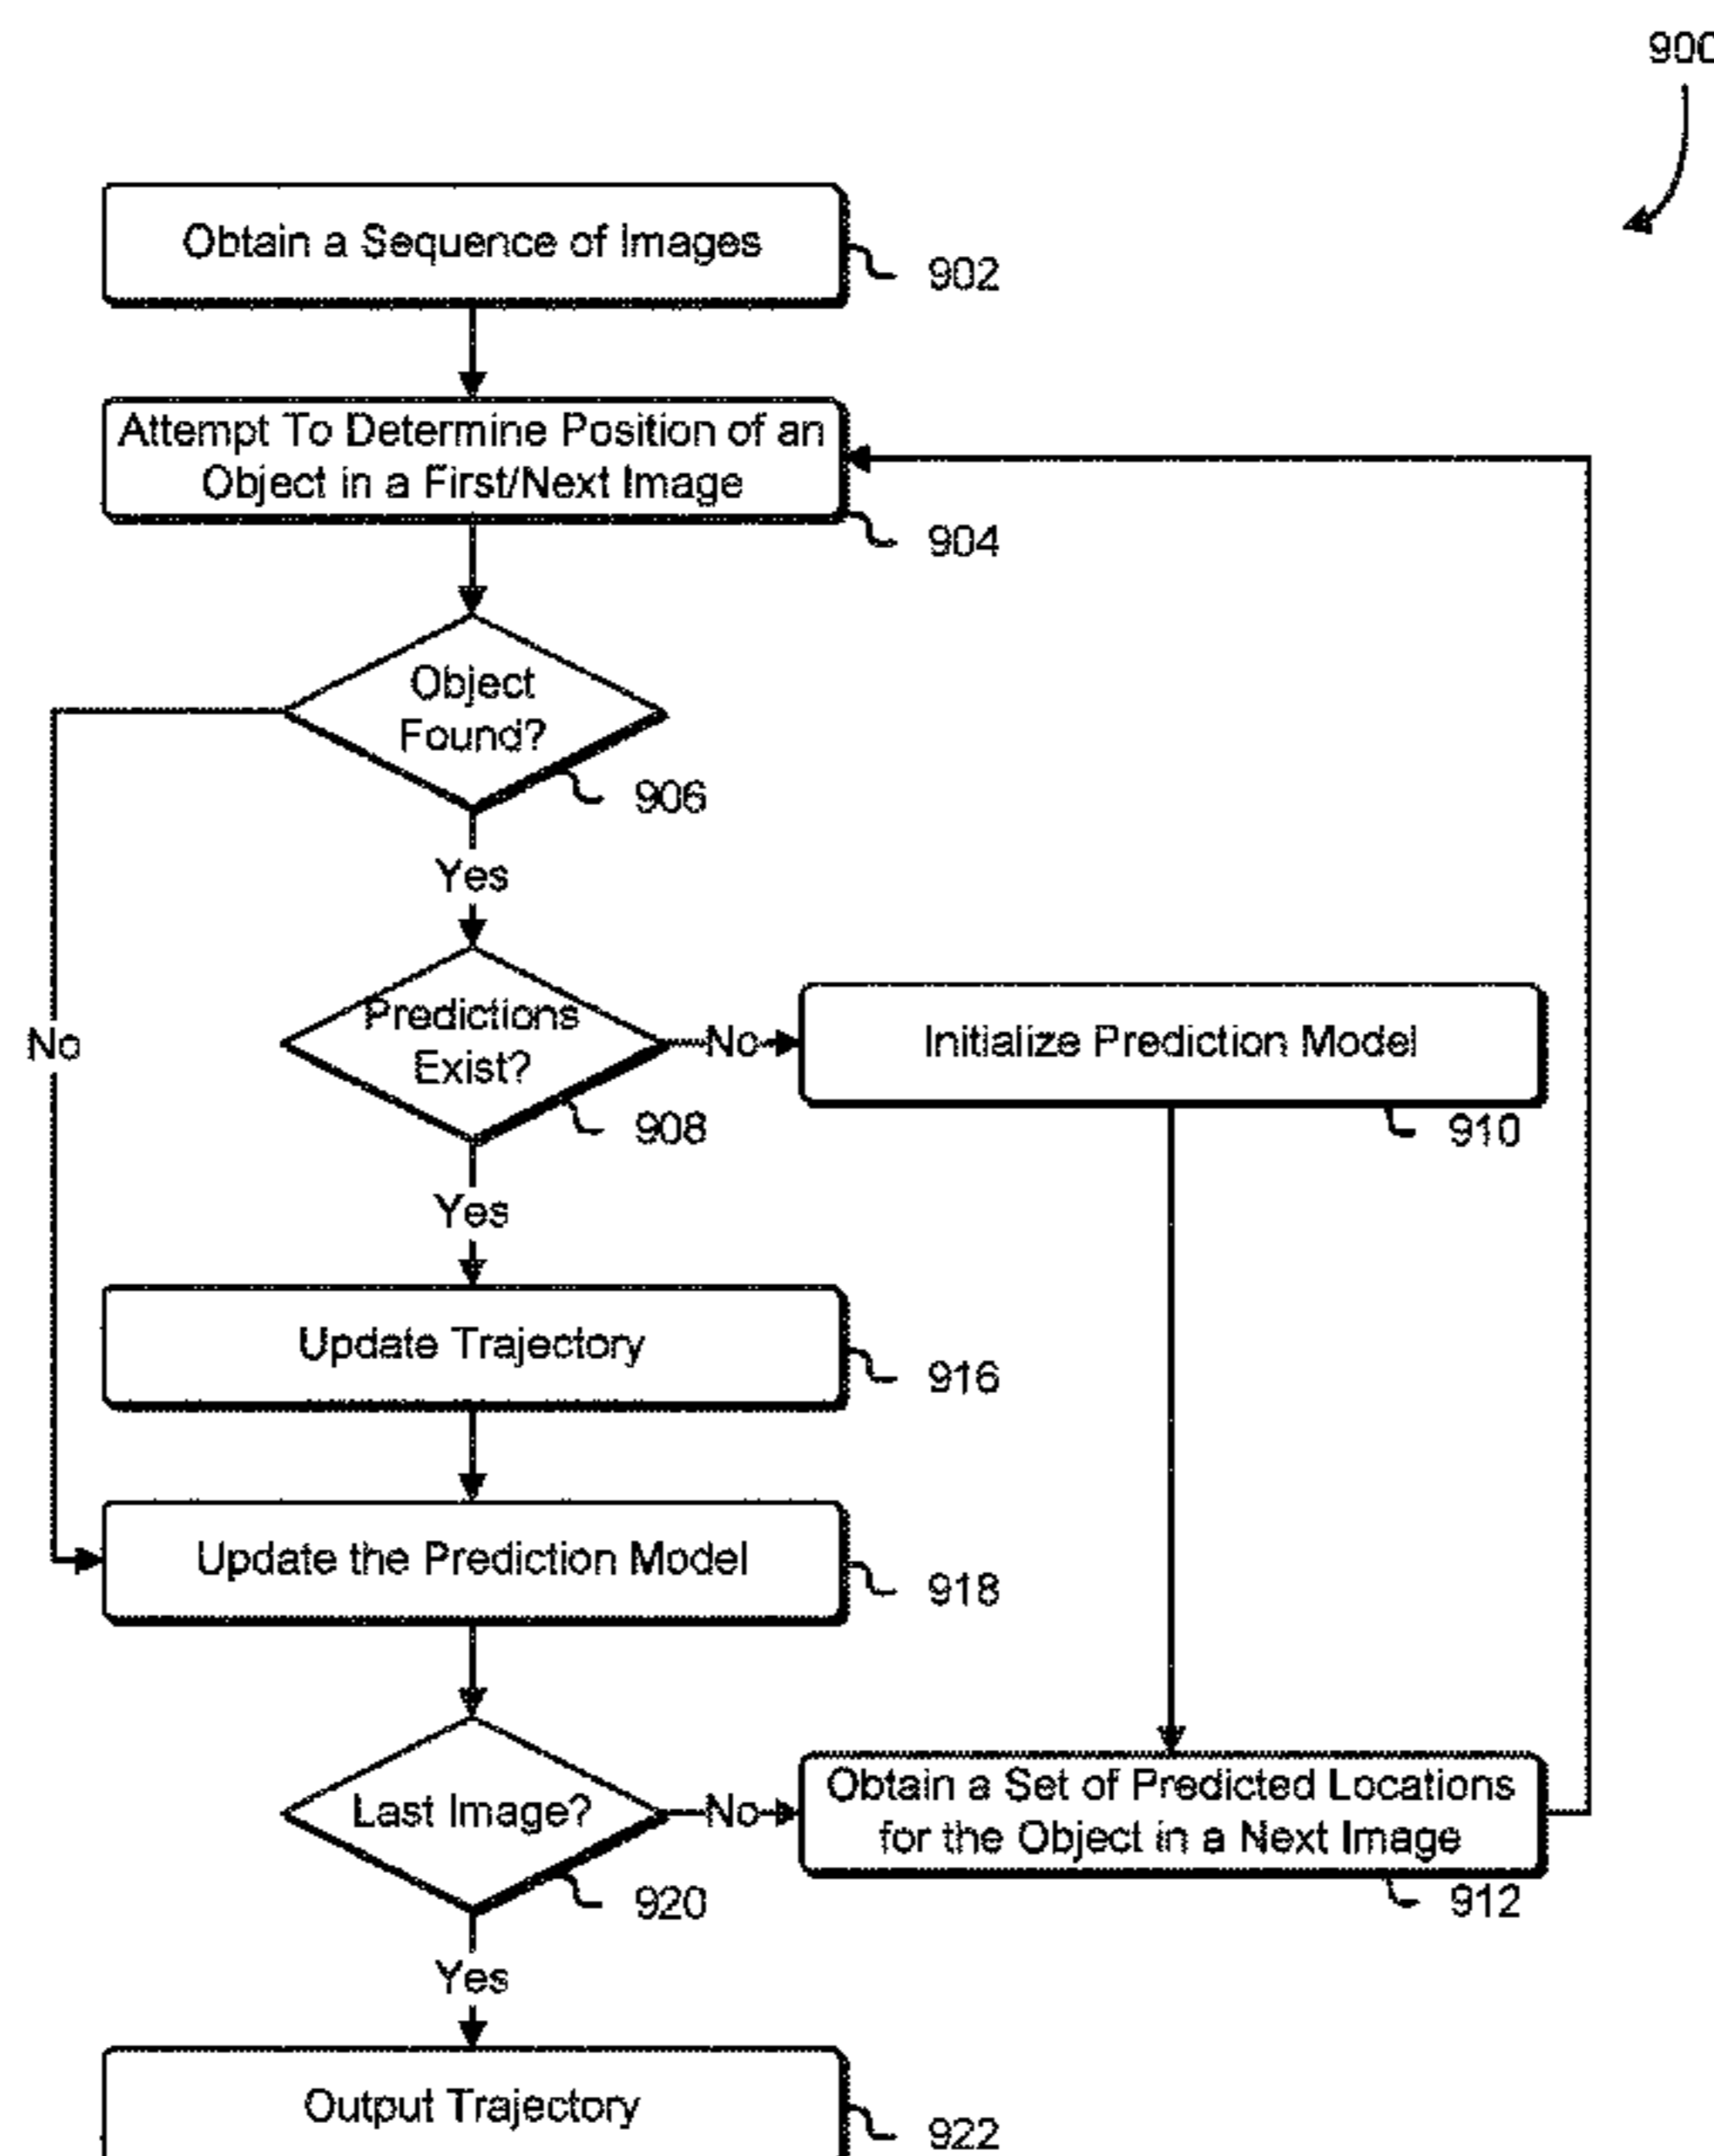 900
Obtain a Sequence of Images
902
Attempt To Determine Position of an
Object in a First/Next Image
904
Object
Found?
906
Yes
Predictions
Exist?
No
Initialize Prediction Model
No
908
910
Yes
Update Trajectory
916
Update the Prediction Model
918
Last Image?
No
Obtain a Set of Predicted Locations
for the Object in a Next Image
920
912
Yes
Output Trajectory
922